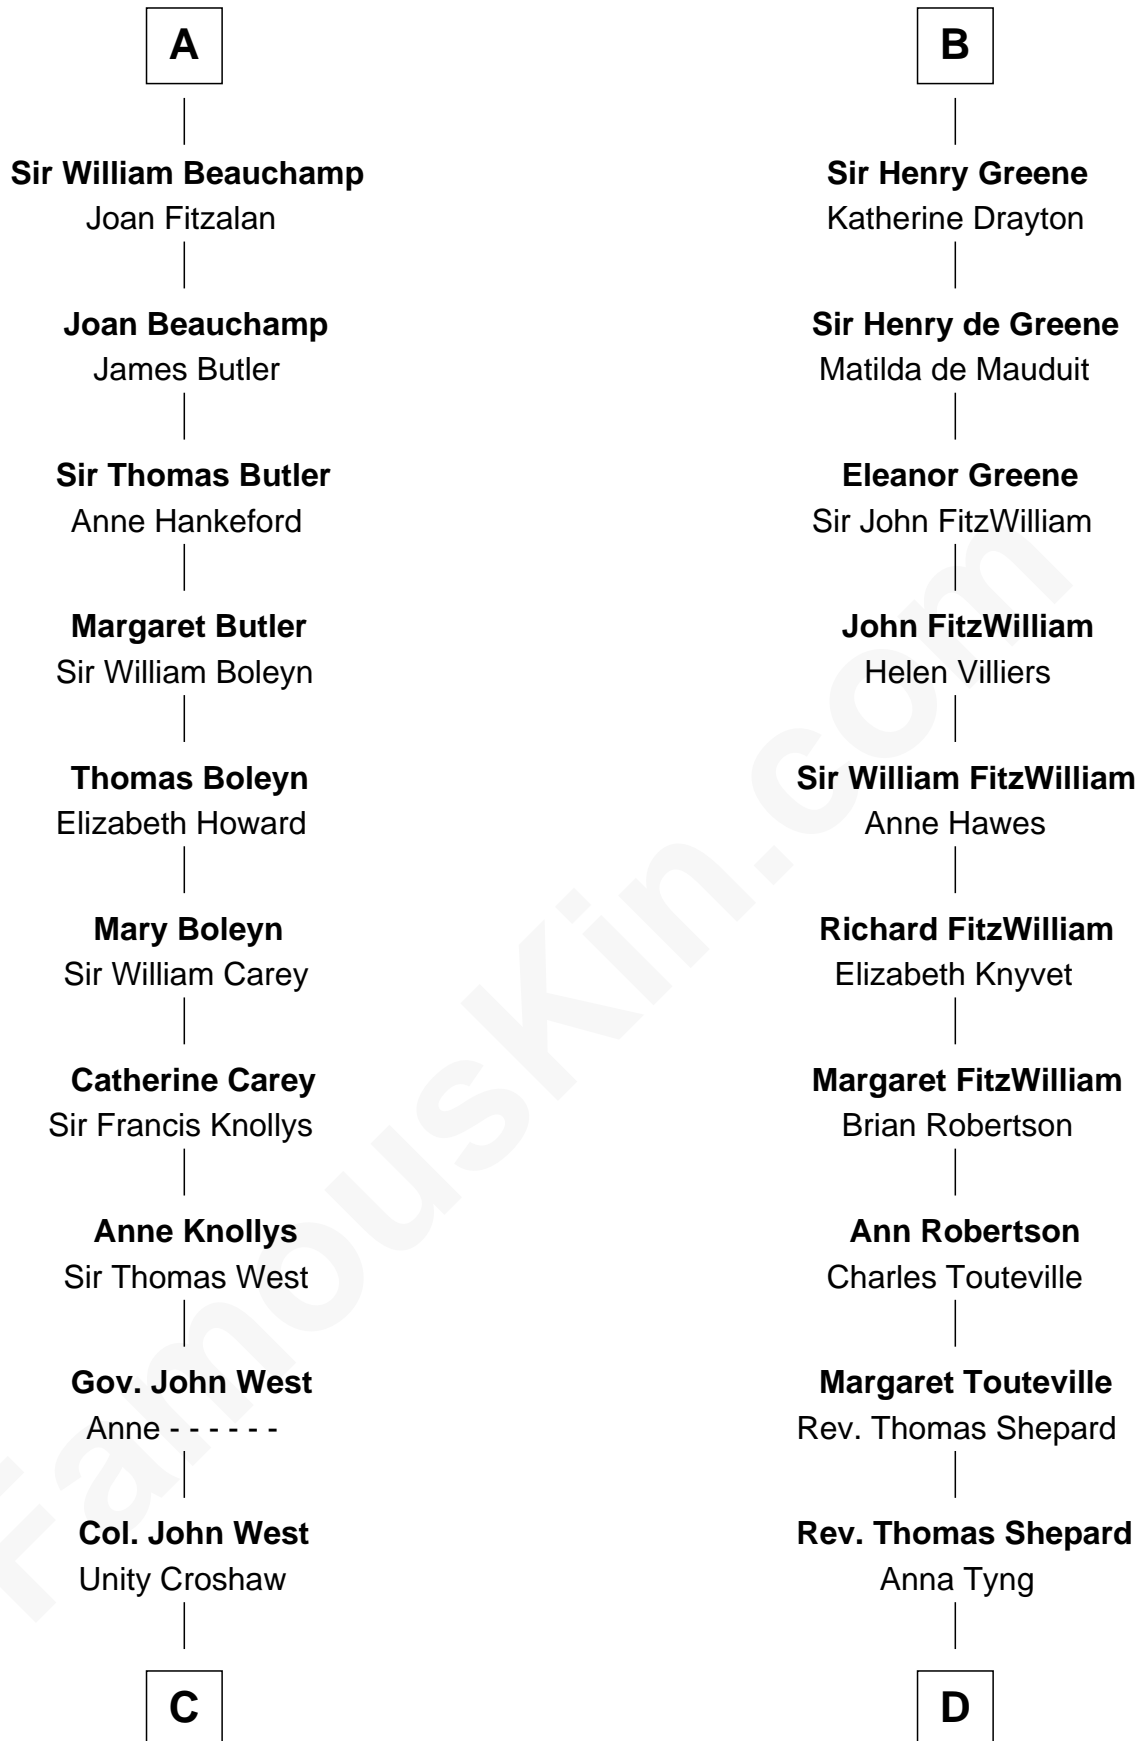 A
Sir William Beauchamp
Joan Fitzalan
Joan Beauchamp
James Butler
Sir Thomas Butler
Anne Hankeford
Margaret Butler
Sir William Boleyn
Thomas Boleyn
Elizabeth Howard
Mary Boleyn
Sir William Carey
Catherine Carey
Sir Francis Knollys
Anne Knollys
Sir Thomas West
Gov. John West
Anne - - - - - -
Col. John West
Unity Croshaw
C
B
Sir Henry Greene
Katherine Drayton
Sir Henry de Greene
Matilda de Mauduit
Eleanor Greene
Sir John FitzWilliam
John FitzWilliam
Helen Villiers
Sir William FitzWilliam
Anne Hawes
Richard FitzWilliam
Elizabeth Knyvet
Margaret FitzWilliam
Brian Robertson
Ann Robertson
Charles Touteville
Margaret Touteville
Rev. Thomas Shepard
Rev. Thomas Shepard
Anna Tyng
D
FamousKin.com